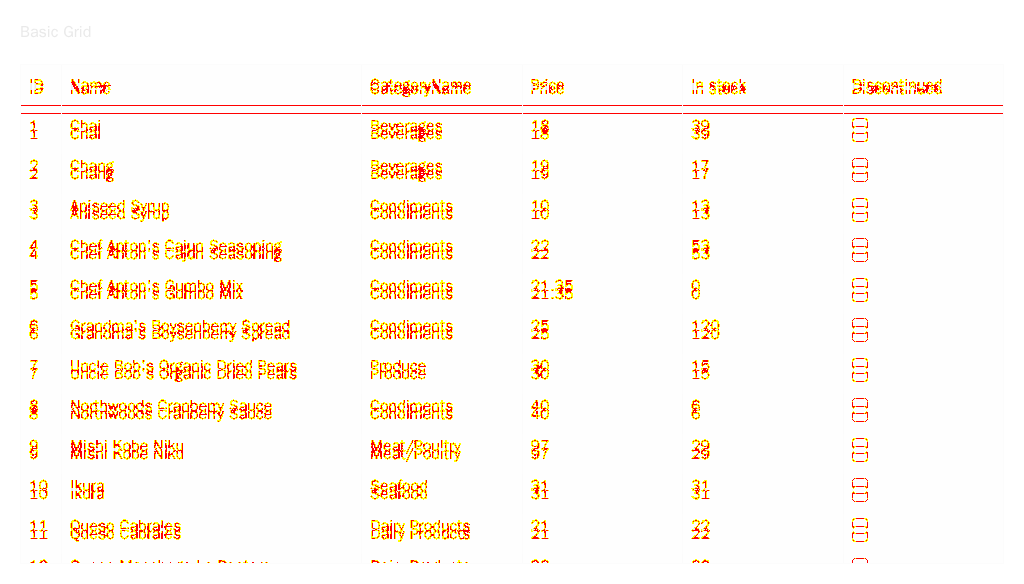 Basic Grid
ID Name CategoryName Price In stock Discontinued
1 Chai Beverages 18 39
2 Chang Beverages 19 17
3 Aniseed Syrup Condiments 10 13
4 Chef Anton's Cajun Seasoning Condiments 22 53
5 Chef Anton's Gumbo Mix Condiments 21.35 0
6 Grandma's Boysenberry Spread Condiments 25 120
7 Uncle Bob's Organic Dried Pears Produce 30 15
8 Northwoods Cranberry Sauce Condiments 40 6
9 Mishi Kobe Niku Meat/Poultry 97 29
10 Ikura Seafood 31 31
11 Queso Cabrales Dairy Products 21 22